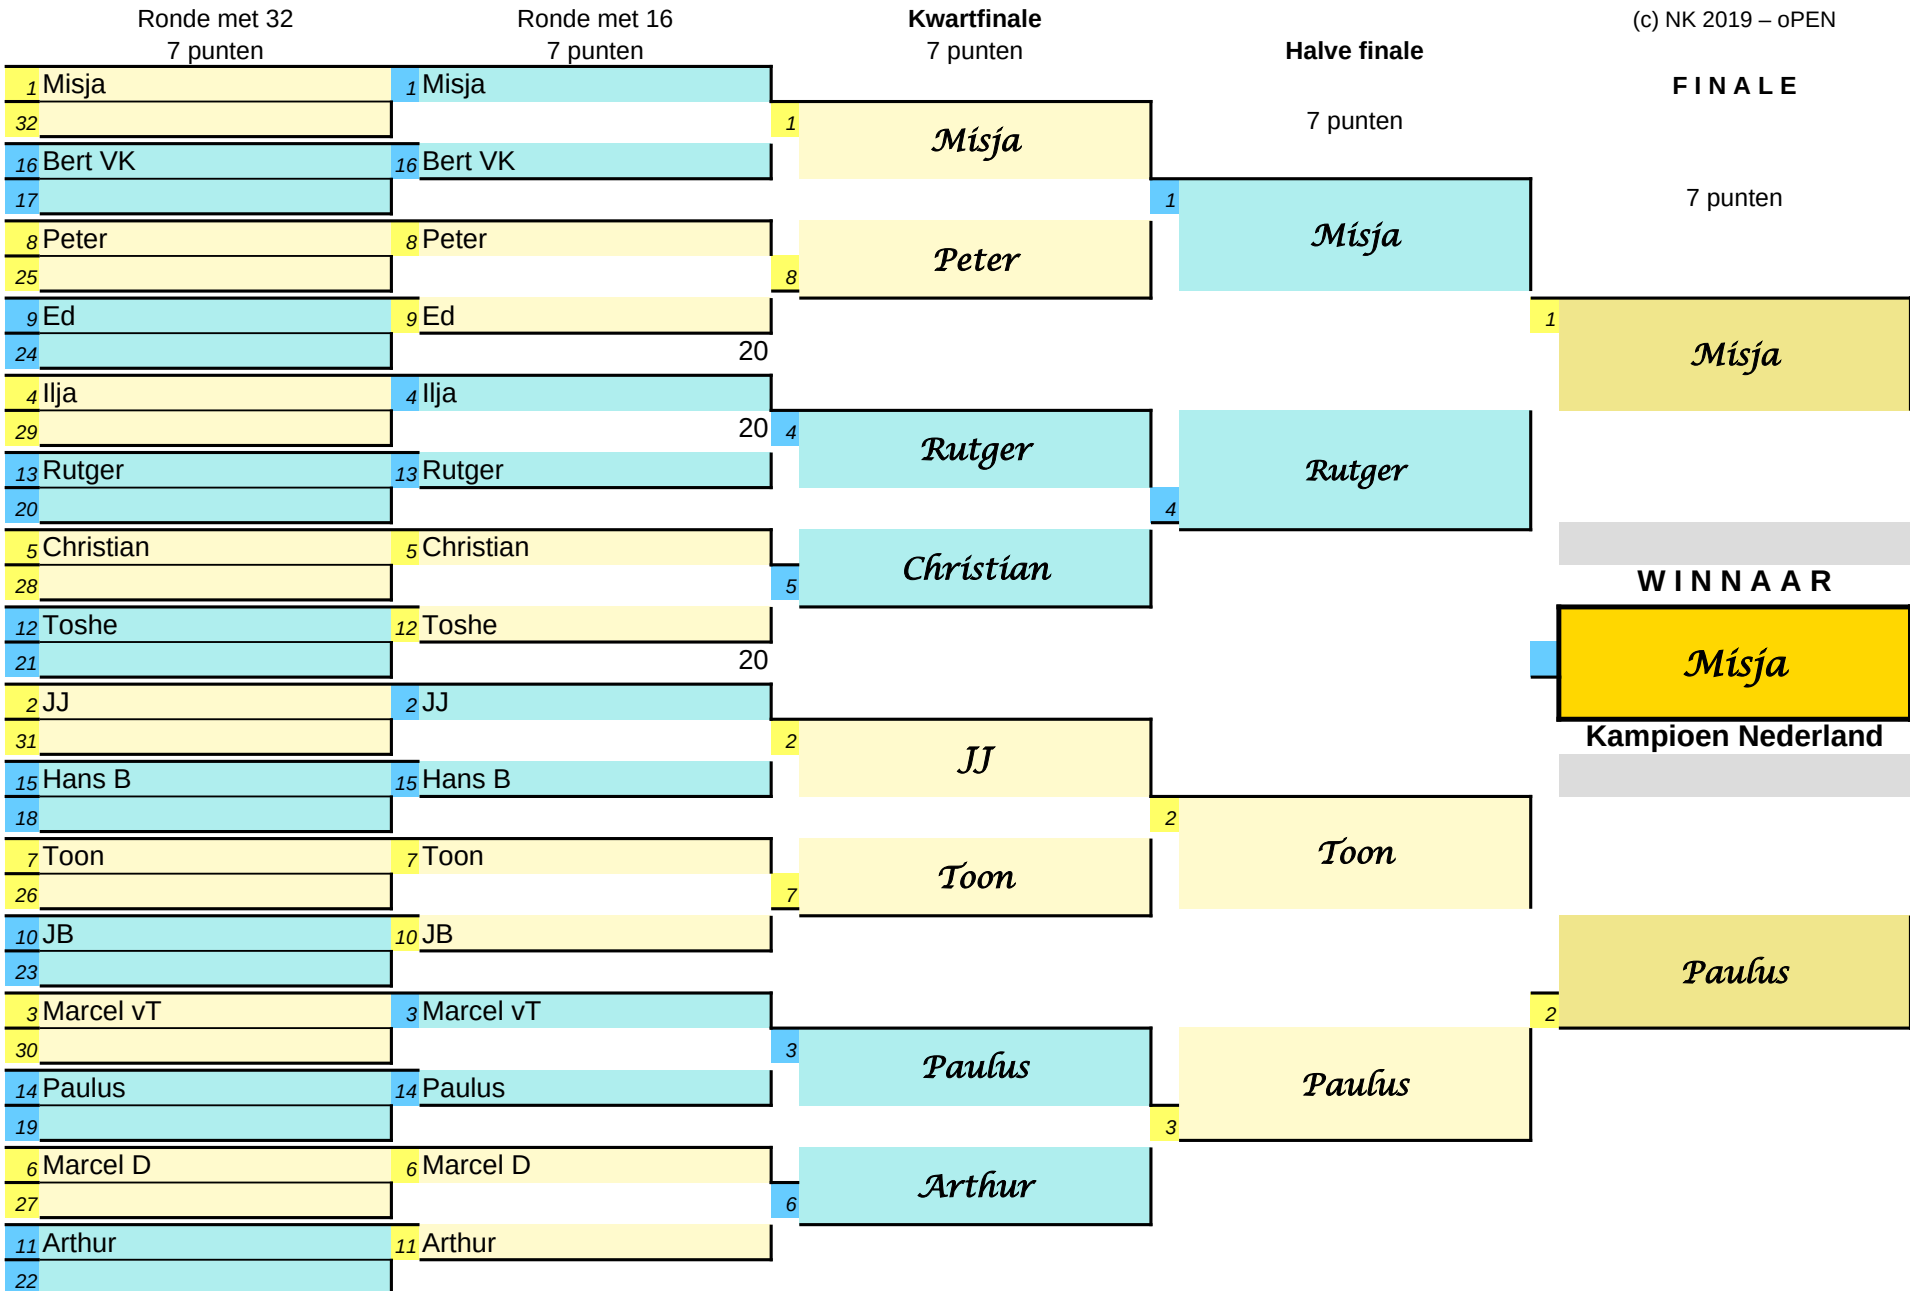 Ronde met 32 Ronde met 16 Kwartfinale (c) NK 2019 – oPEN
7 punten 7 punten 7 punten Halve finale
1 Misja 1 Misja F I N A L E
32 1 Misja 7 punten
16 Bert VK 16 Bert VK
17 1 Misja 7 punten
8 Peter 8 Peter Peter
25 8
9 Ed 9 Ed 1 Misja
24 20
4 Ilja 4 Ilja
29 20 4 Rutger Rutger
13 Rutger 13 Rutger
20 4
5 Christian 5 Christian Christian
28 5 W I N N A A R
12 Toshe 12 Toshe
21 20 Misja
2 JJ 2 JJ
31 2 JJ Kampioen Nederland
15 Hans B 15 Hans B
18 2 Toon
7 Toon 7 Toon Toon
26 7
10 JB 10 JB
23 Paulus
3 Marcel vT 3 Marcel vT 2
30 3 Paulus Paulus
14 Paulus 14 Paulus
19 3
6 Marcel D 6 Marcel D Arthur
27 6
11 Arthur 11 Arthur
22